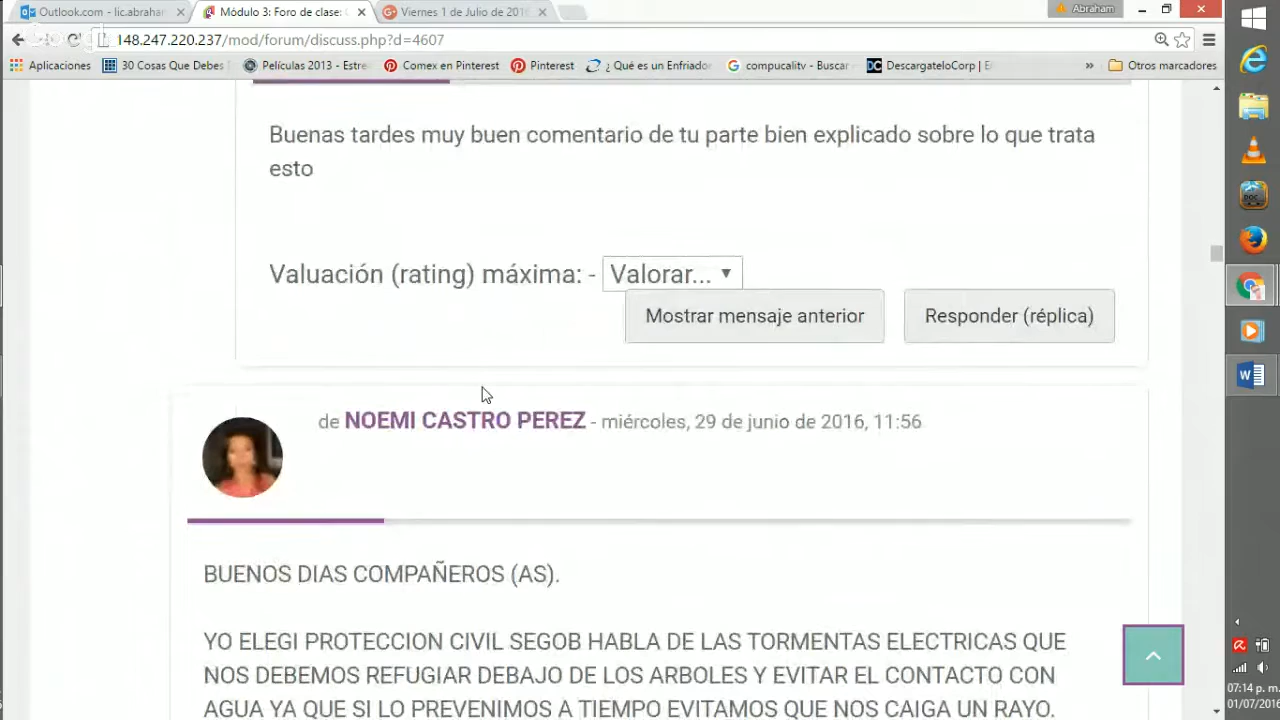 Outlook.com - lic.abrahar
Módulo 3: Foro de clase:
Viernes 1 de Julio de 201
Abraham
148.247.220.237/mod/forum/discuss.php?d=4607
Aplicaciones
30 Cosas Que Debes
Películas 2013 - Estre
Comex en Pinterest
Pinterest
¿ Qué es un Enfriado
compucalitv - Buscar
DescargateloCorp | E
»
Otros marcadores
Buenas tardes muy buen comentario de tu parte bien explicado sobre lo que trata
esto
Valuación (rating) máxima: - Valorar...
Mostrar mensaje anterior
Responder (réplica)
de NOEMI CASTRO PEREZ - miércoles, 29 de junio de 2016, 11:56
BUENOS DIAS COMPAÑEROS (AS).
YO ELEGI PROTECCION CIVIL SEGOB HABLA DE LAS TORMENTAS ELECTRICAS QUE
NOS DEBEMOS REFUGIAR DEBAJO DE LOS ARBOLES Y EVITAR EL CONTACTO CON
AGUA YA QUE SI LO PREVENIMOS A TIEMPO EVITAMOS QUE NOS CAIGA UN RAYO.
07:14 p. m.
01/07/2016